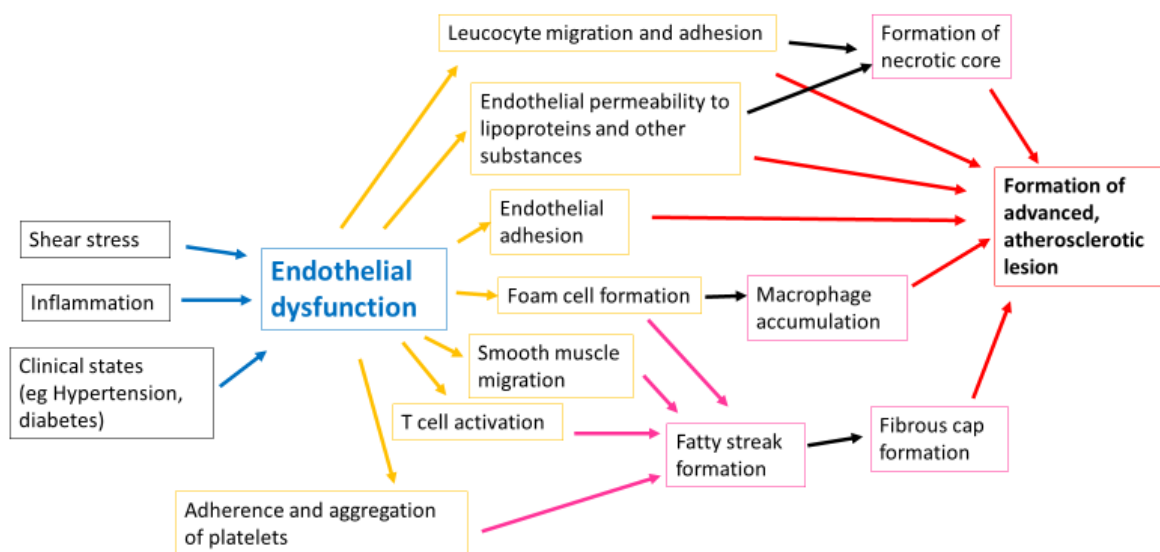 Leucocyte migration and adhesion
Formation of
necrotic core
Endothelial permeability to
lipoproteins and other
substances
Formation of
advanced,
atherosclerotic
lesion
Endothelial
adhesion
Shear stress
Endothelial
dysfunction
Inflammation
Foam cell formation
Macrophage
accumulation
Clinical states
(eg Hypertension,
diabetes)
Smooth muscle
migration
T cell activation
Fatty streak
formation
Fibrous cap
formation
Adherence and aggregation
of platelets